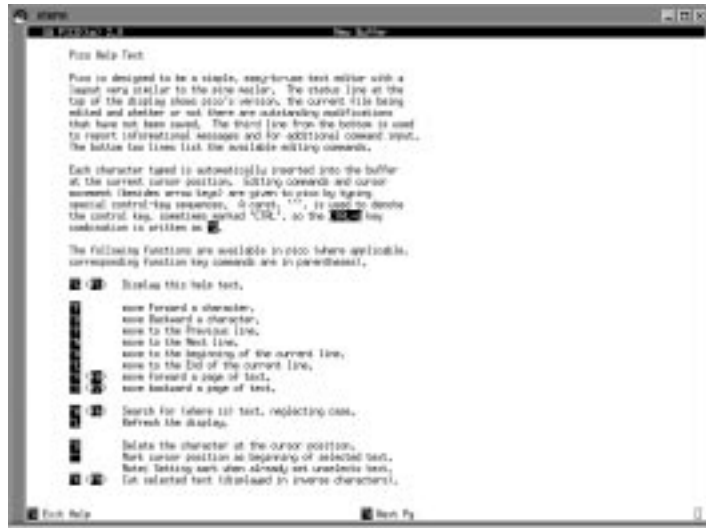 xterm
UW PICO(tm) 2.8 New Buffer
Pico Help Text
Pico is designed to be a simple, easy-to-use text editor with a
layout very similar to the pine mailer. The status line at the
top of the display shows pico's version, the current file being
edited and whether or not there are outstanding modifications
that have not been saved. The third line from the bottom is used
to report informational messages and for additional command input.
The bottom two lines list the available editing commands.
Each character typed is automatically inserted into the buffer
at the current cursor position. Editing commands and cursor
movement (besides arrow keys) are given to pico by typing
special control-key sequences. A caret, '^', is used to denote
the control key, sometimes marked "CTRL", so the key
combination is written as
The following functions are available in pico (where applicable,
corresponding function key commands are in parentheses).
Display this help text.
move Forward a character.
move Backward a character.
move to the Previous line.
move to the Next line.
move to the beginning of the current line.
move to the End of the current line.
move forward a page of text.
move backward a page of text.
Search for (where is) text, neglecting case.
Refresh the display.
Delete the character at the cursor position.
Mark cursor position as beginning of selected text.
Note: Setting mark when already set unselects text.
Cut selected text (displayed in inverse characters).
Exit Help Next Pg